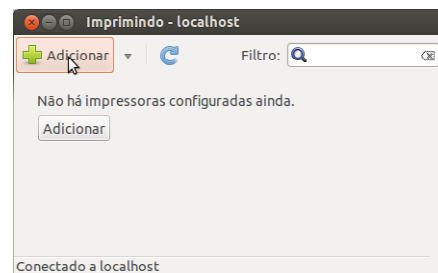 Imprimindo - localhost
Adicionar Filtro:
Não há impressoras configuradas ainda.
Adicionar
Conectado a localhost